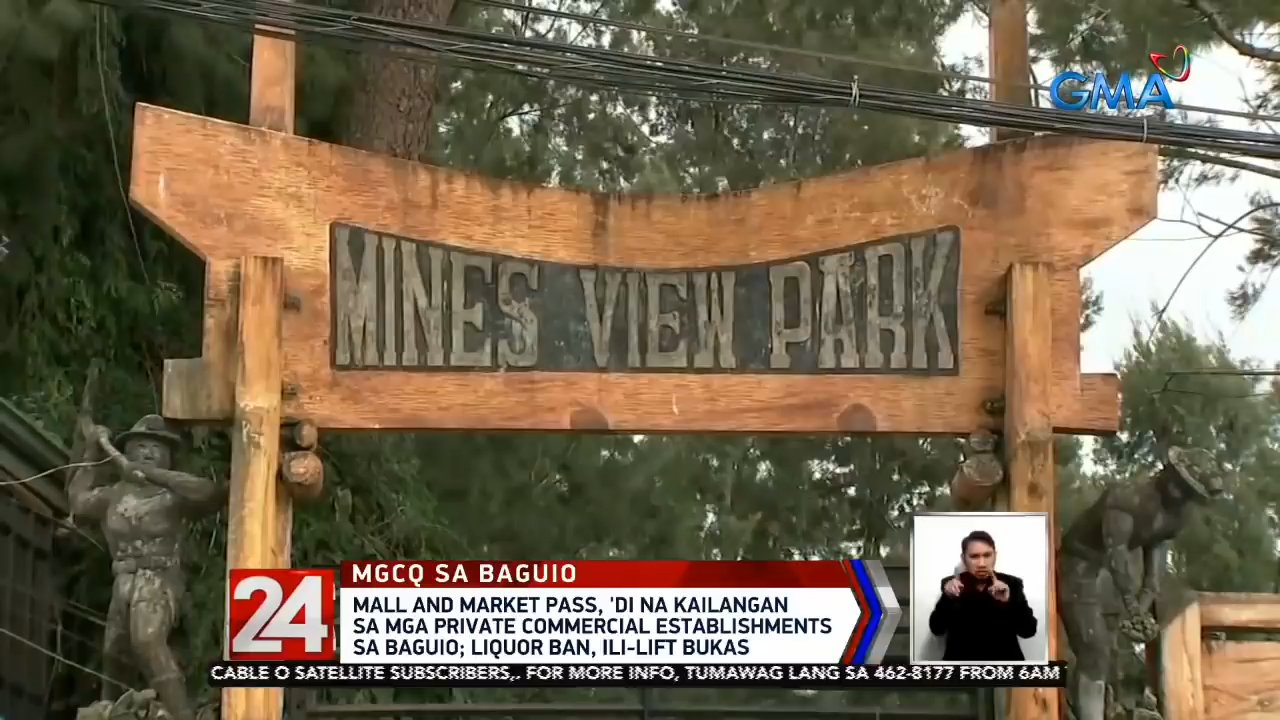 GMA
MINES VIEW PARK
24
MGCQ SA BAGUIO
MALL AND MARKET PASS, 'DI NA KAILANGAN
SA MGA PRIVATE COMMERCIAL ESTABLISHMENTS
SA BAGUIO; LIQUOR BAN, ILI-LIFT BUKAS
CABLE O SATELLITE SUBSCRIBERS,. FOR MORE INFO, TUMAWAG LANG SA 462-8177 FROM 6AM